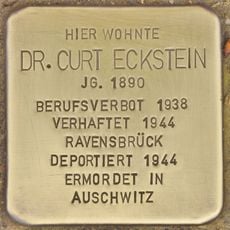 HIER WOHNTE
DR. CURT ECKSTEIN
JG. 1890
BERUFSVERBOT 1938
VERHAFTET 1944
RAVENSBRÜCK
DEPORTIERT 1944
ERMORDET IN
AUSCHWITZ